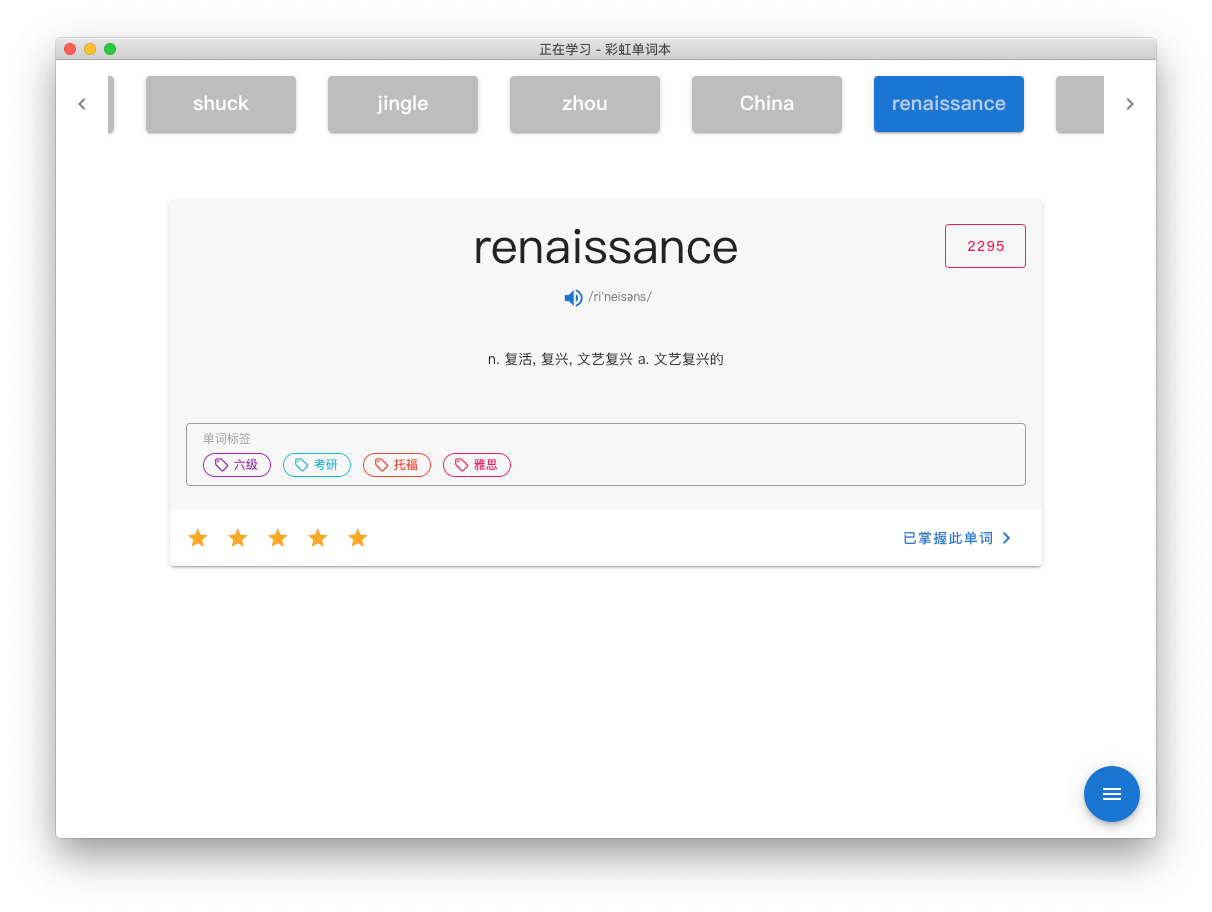 正在学习 - 彩虹单词本
shuck jingle zhou China renaissance
renaissance
2295
/ri'neisəns/
n. 复活, 复兴, 文艺复兴 a. 文艺复兴的
单词标签
六级 考研 托福 雅思
已掌握此单词